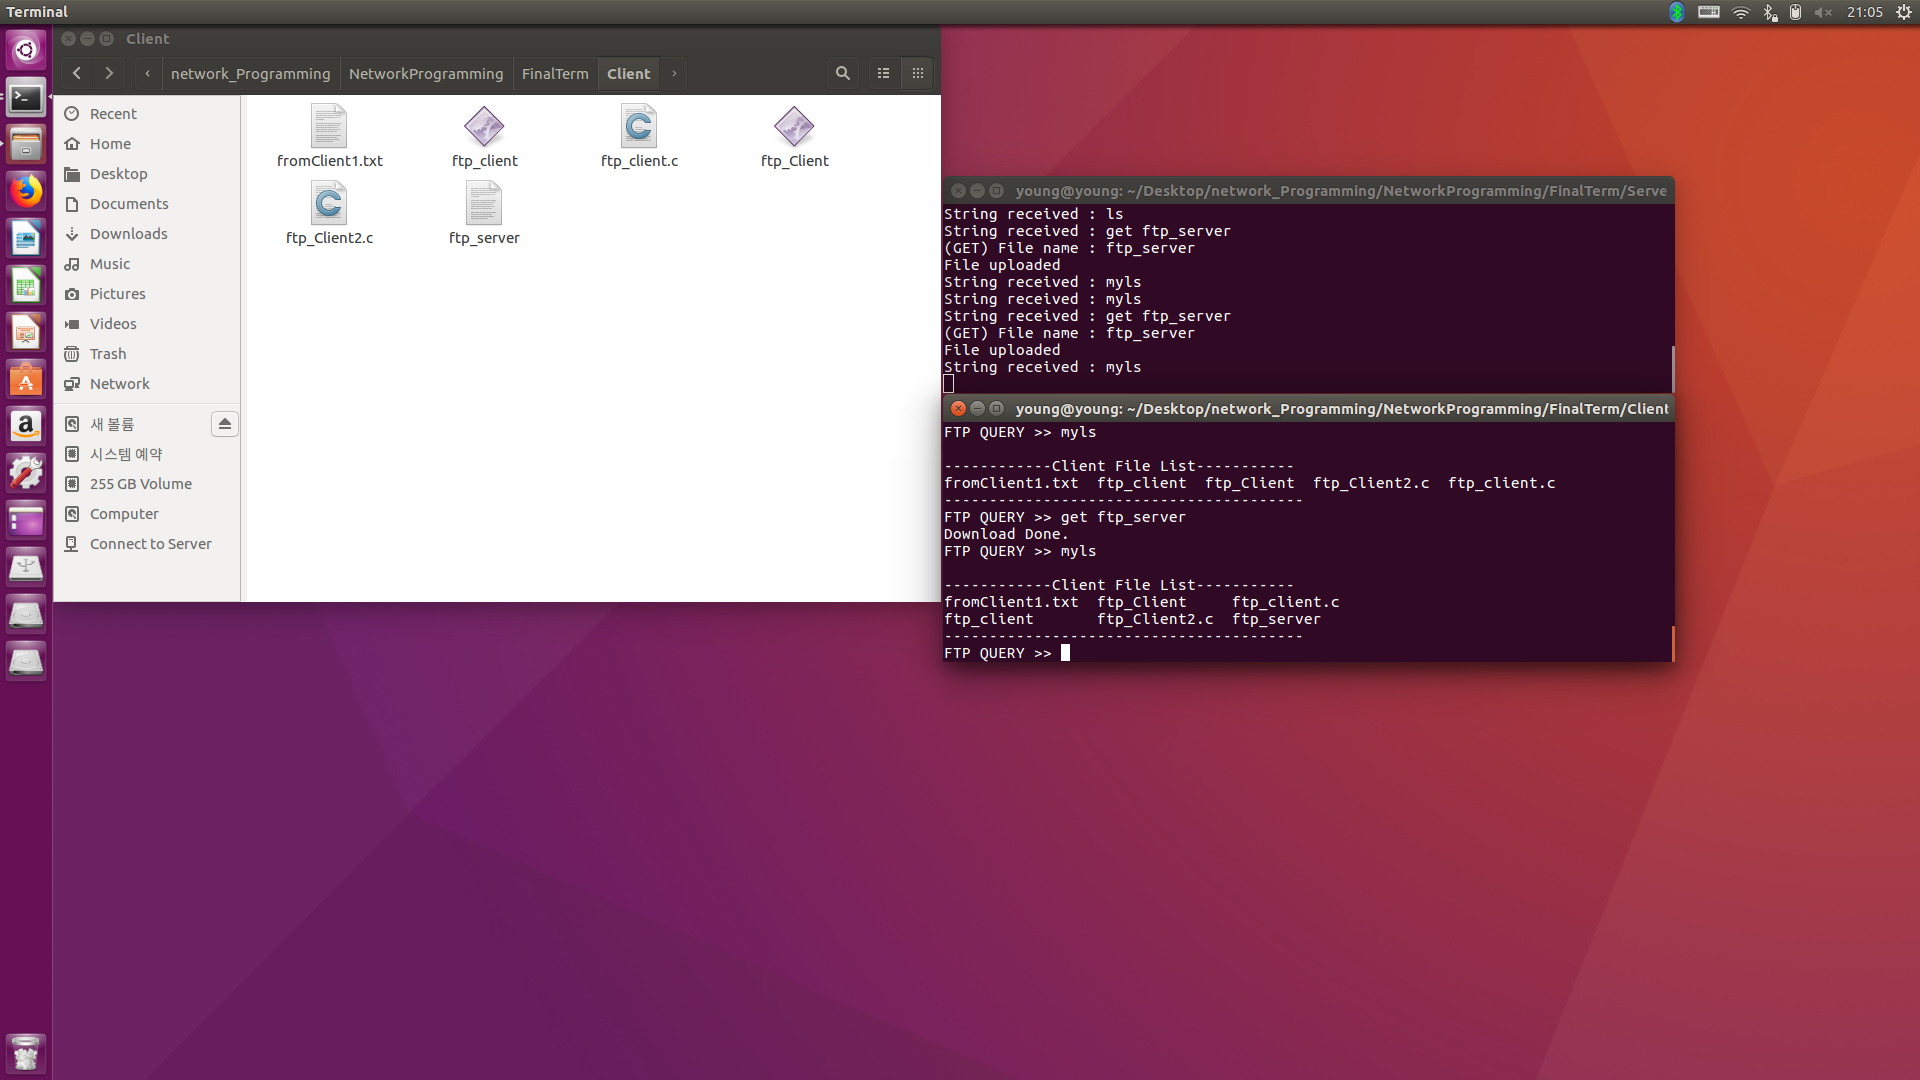 Terminal
21:05
Client
network_Programming NetworkProgramming FinalTerm Client
Recent
Home
Desktop
Documents
Downloads
Music
Pictures
Videos
Trash
Network
새 볼륨
시스템 예약
255 GB Volume
Computer
Connect to Server
fromClient1.txt ftp_client ftp_client.c ftp_Client
ftp_Client2.c ftp_server
young@young: ~/Desktop/network_Programming/NetworkProgramming/FinalTerm/Serve
String received : ls
String received : get ftp_server
(GET) File name : ftp_server
File uploaded
String received : myls
String received : myls
String received : get ftp_server
(GET) File name : ftp_server
File uploaded
String received : myls
young@young: ~/Desktop/network_Programming/NetworkProgramming/FinalTerm/Client
FTP QUERY >> myls
------------Client File List-----------
fromClient1.txt  ftp_client  ftp_Client  ftp_Client2.c  ftp_client.c
----------------------------------------
FTP QUERY >> get ftp_server
Download Done.
FTP QUERY >> myls
------------Client File List-----------
fromClient1.txt  ftp_Client     ftp_client.c
ftp_client       ftp_Client2.c  ftp_server
----------------------------------------
FTP QUERY >>